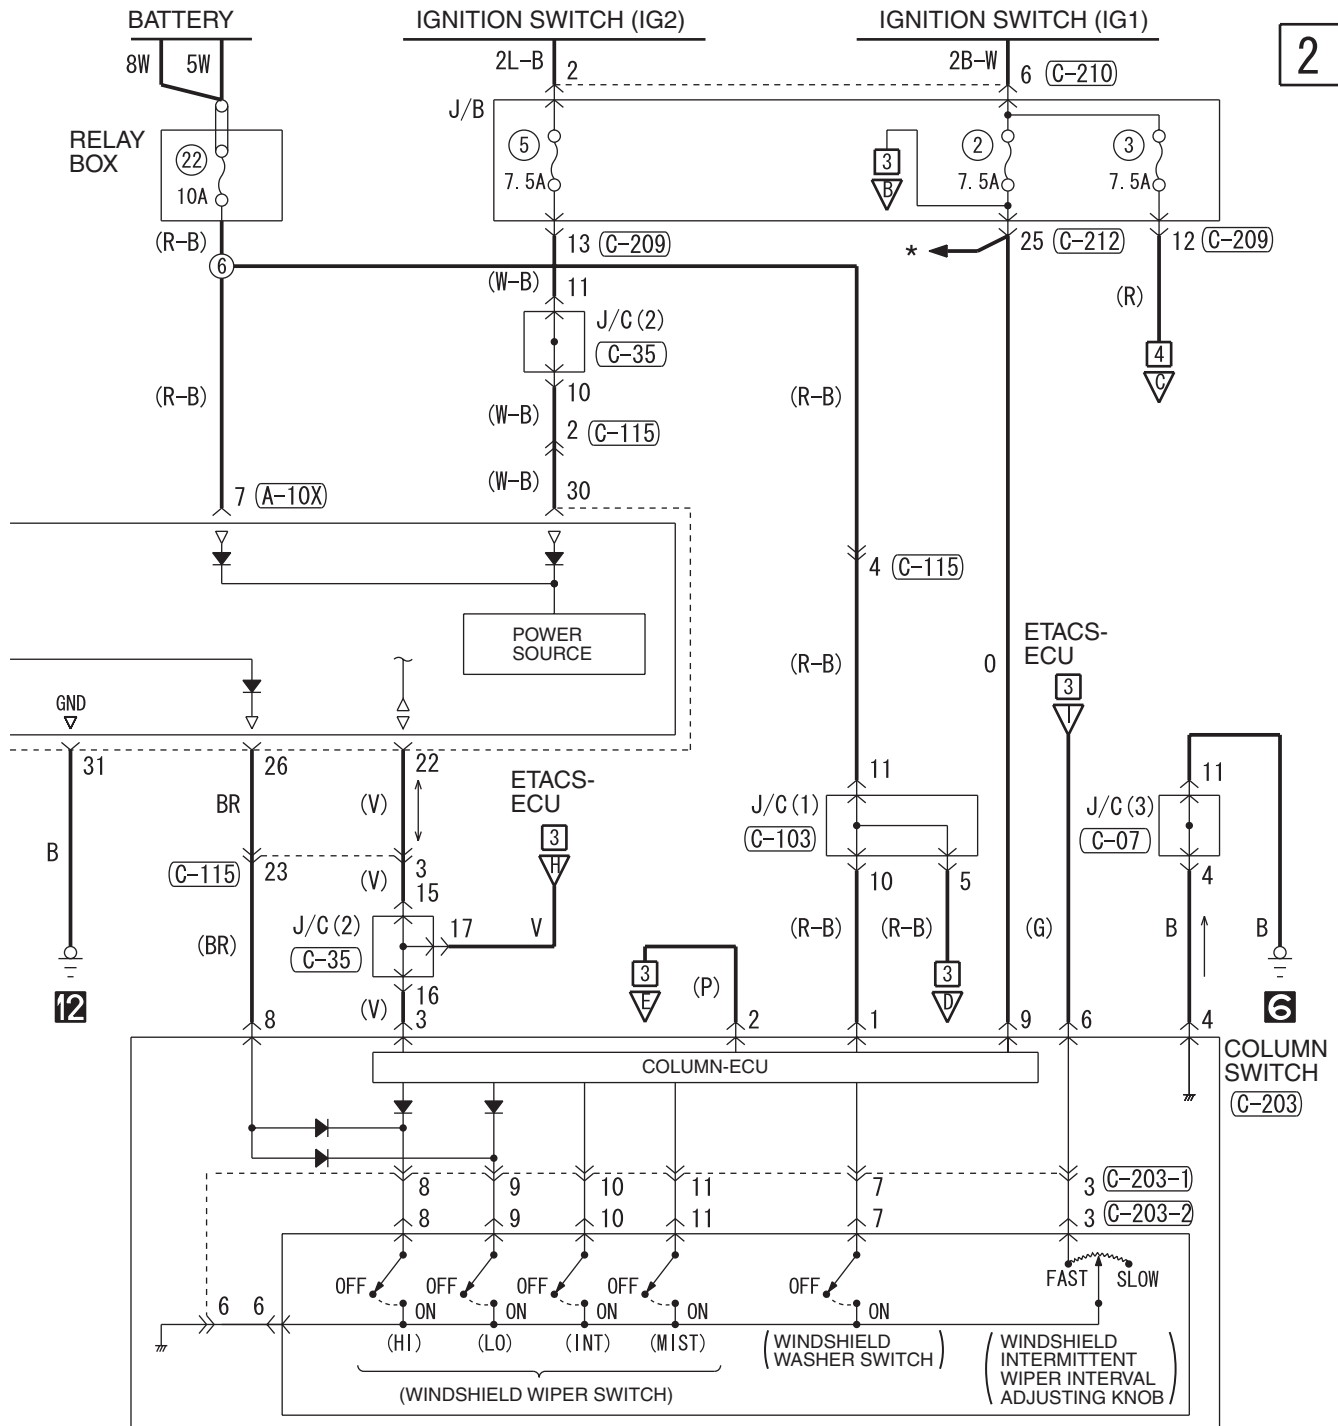 BATTERY
IGNITION SWITCH (IG2)
IGNITION SWITCH (IG1)
2
8W
5W
2L-B
2
2B-W
6
C-210
J/B
RELAY
BOX
22
10A
5
7.5A
3
B
2
7.5A
3
7.5A
(R-B)
6
13
C-209
*
25
C-212
12
C-209
(W-B)
11
(R)
J/C(2)
C-35
4
C
(R-B)
10
(R-B)
(W-B)
2
C-115
(W-B)
30
7
A-10X
4
C-115
POWER
SOURCE
ETACS-
ECU
(R-B)
O
3
I
GND
31
26
22
ETACS-
ECU
11
11
BR
(V)
J/C(1)
C-103
J/C(3)
C-07
3
H
B
C-115
23
3
(V)
15
10
5
4
J/C(2)
C-35
17
V
(BR)
(R-B)
(R-B)
(G)
B
B
3
E
(P)
3
D
12
16
(V)
6
8
3
2
1
9
6
4
COLUMN
SWITCH
C-203
COLUMN-ECU
8
9
10
11
7
3
C-203-1
8
9
10
11
7
3
C-203-2
OFF
OFF
OFF
OFF
OFF
FAST
SLOW
6
6
ON
ON
ON
ON
ON
(HI)
(LO)
(INT)
(MIST)
(WINDSHIELD
WASHER SWITCH)
(WINDSHIELD
INTERMITTENT
WIPER INTERVAL
ADJUSTING KNOB)
(WINDSHIELD WIPER SWITCH)